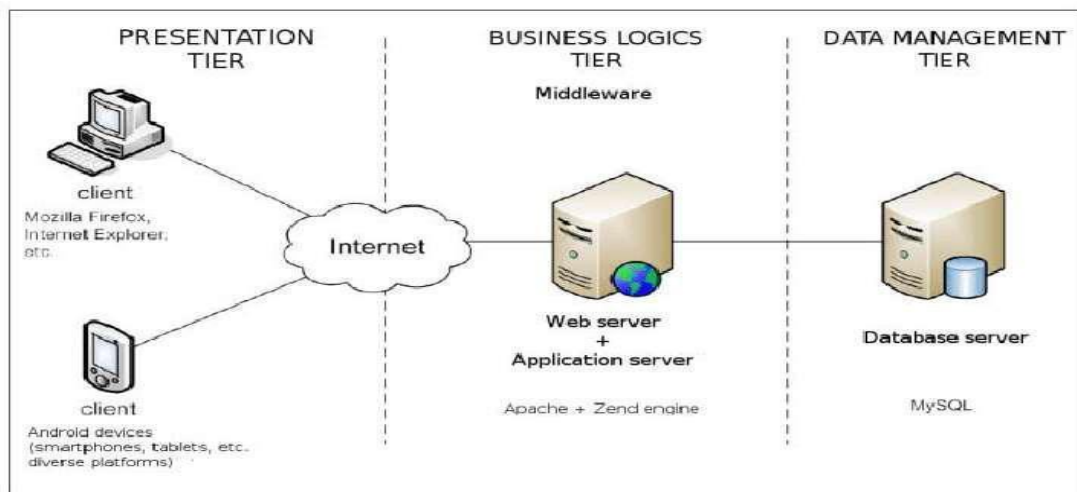 PRESENTATION
TIER
client
Mozilla Firefox,
Internet Explorer,
etc.
client
Android devices
(smartphones, tablets, etc.
diverse platforms)
Internet
BUSINESS LOGICS
TIER
Middleware
Web server
+
Application server
Apache + Zend engine
DATA MANAGEMENT
TIER
Database server
MySQL